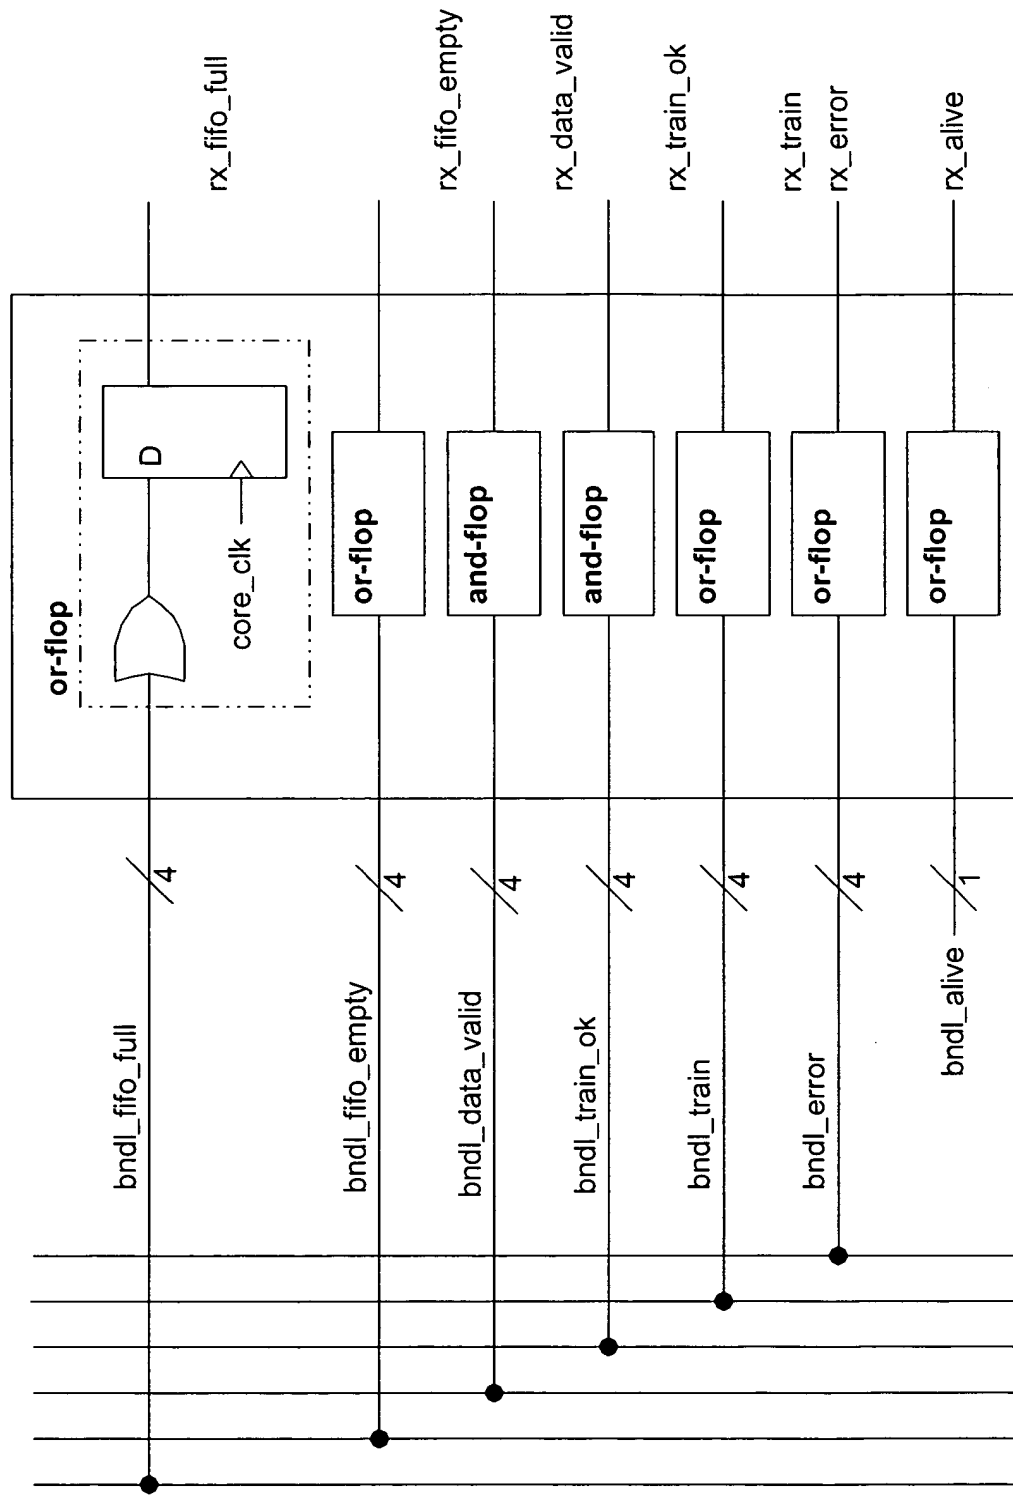 or-flop
D
core_clk
bndl_fifo_full
4
rx_fifo_full
bndl_fifo_empty
4
or-flop
rx_fifo_empty
bndl_data_valid
4
and-flop
rx_data_valid
bndl_train_ok
4
and-flop
rx_train_ok
bndl_train
4
or-flop
rx_train
bndl_error
4
or-flop
rx_error
bndl_alive
1
or-flop
rx_alive